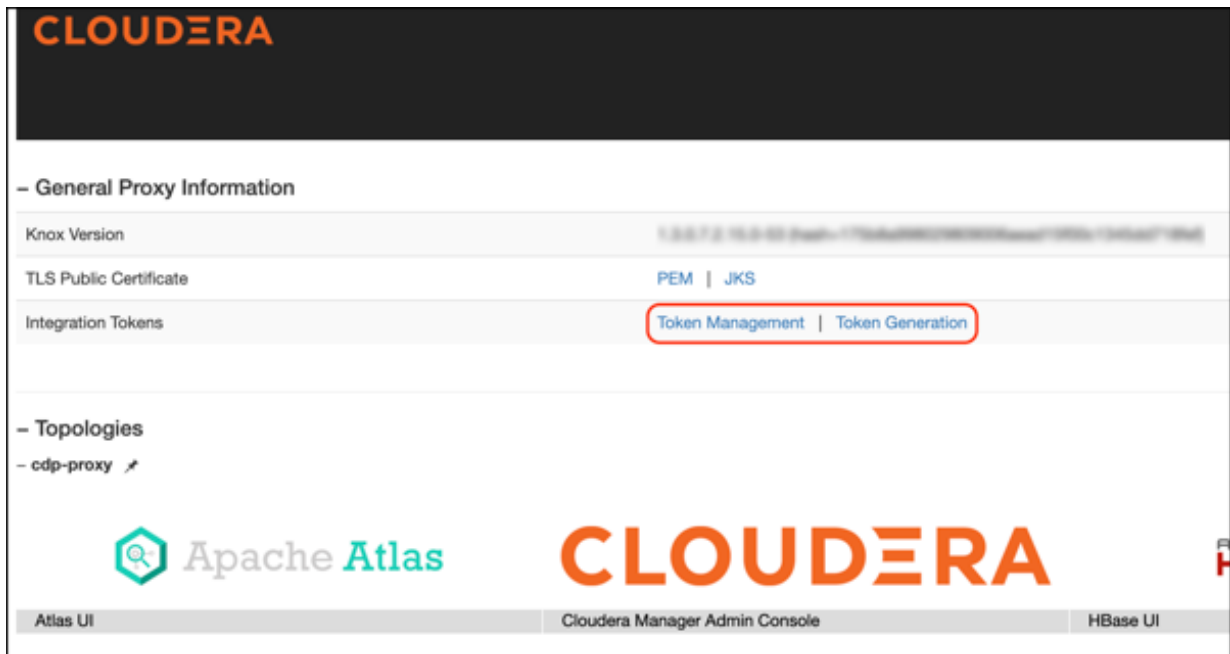 CLOUDERA
– General Proxy Information
Knox Version
TLS Public Certificate PEM | JKS
Integration Tokens Token Management | Token Generation
– Topologies
– cdp-proxy
Apache Atlas CLOUDERA
Atlas UI Cloudera Manager Admin Console HBase UI